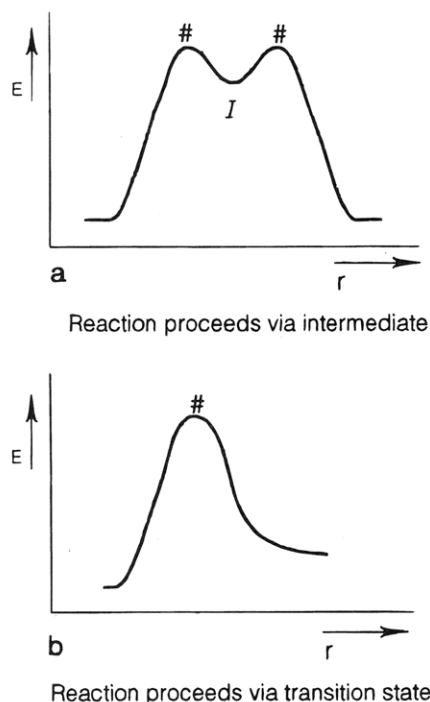 # #
E
I
a
r
Reaction proceeds via intermediate
#
E
b
r
Reaction proceeds via transition state